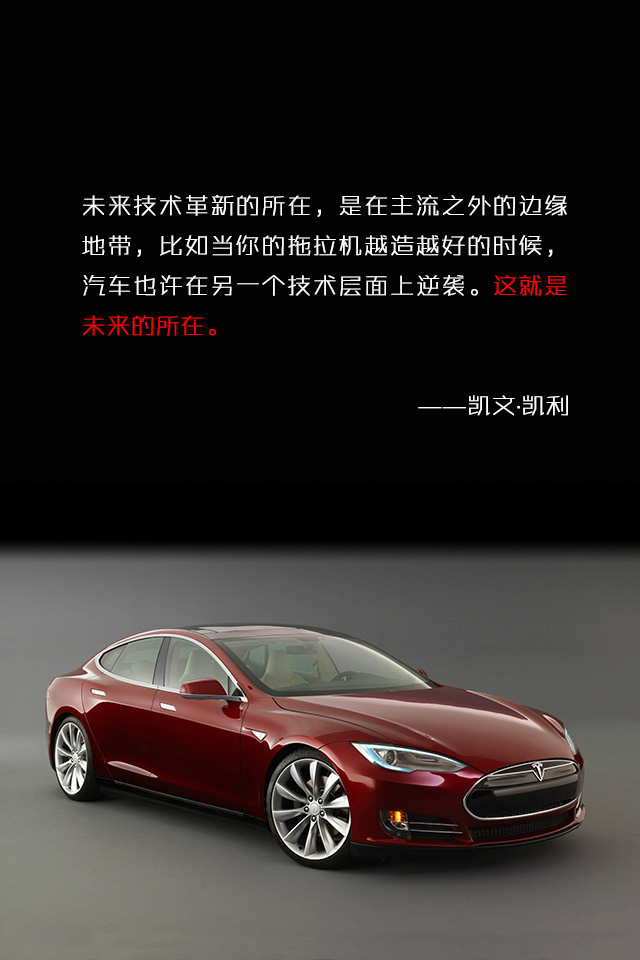 未来技术革新的所在，是在主流之外的边缘
地带，比如当你的拖拉机越造越好的时候，
汽车也许在另一个技术层面上逆袭。这就是
未来的所在。
——凯文·凯利